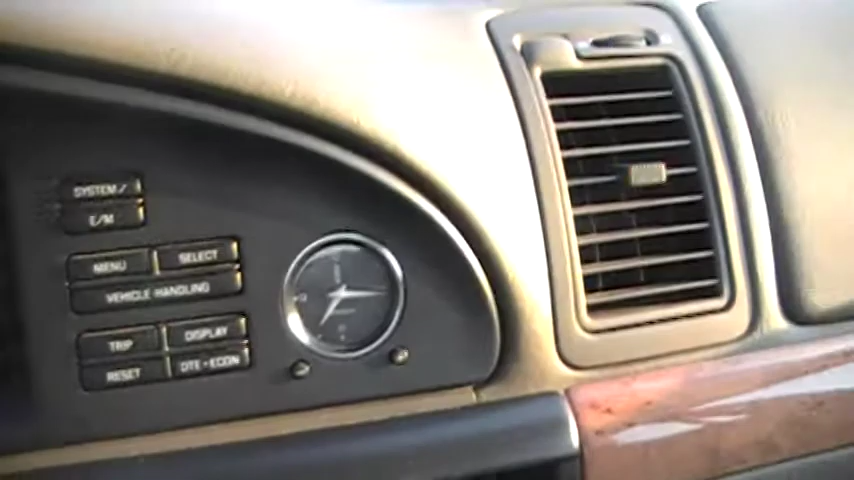 SYSTEM /
E/M
MENU SELECT
VEHICLE HANDLING
TRIP DISPLAY
RESET DTE • ECON